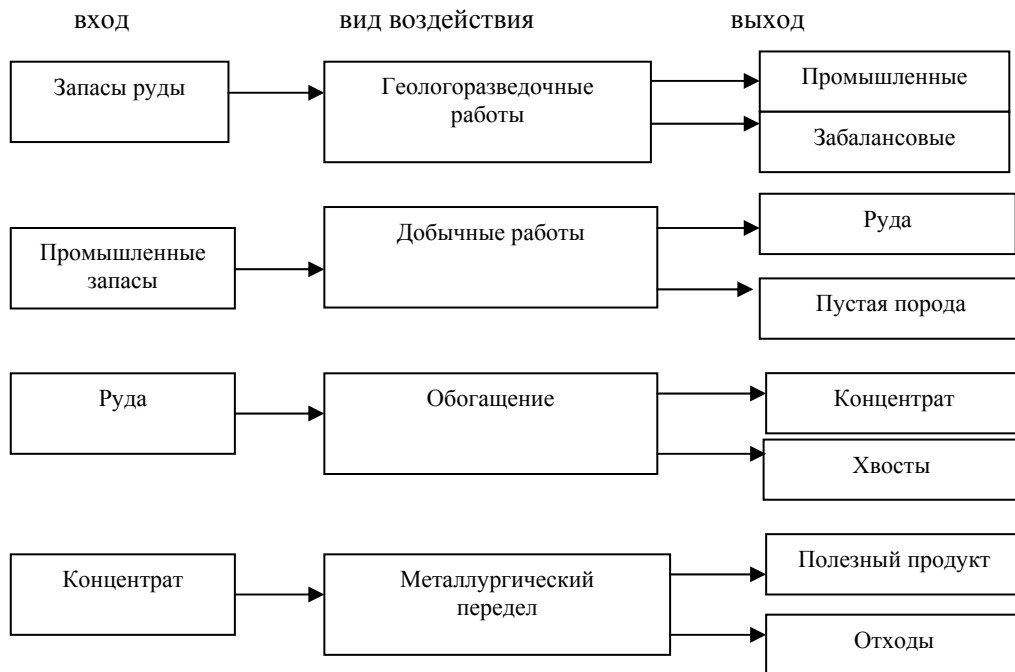 вход вид воздействия выход
Запасы руды
Геологоразведочные
работы
Промышленные
Забалансовые
Промышленные
запасы
Добычные работы
Руда
Пустая порода
Руда
Обогащение
Концентрат
Хвосты
Концентрат
Металлургический
передел
Полезный продукт
Отходы